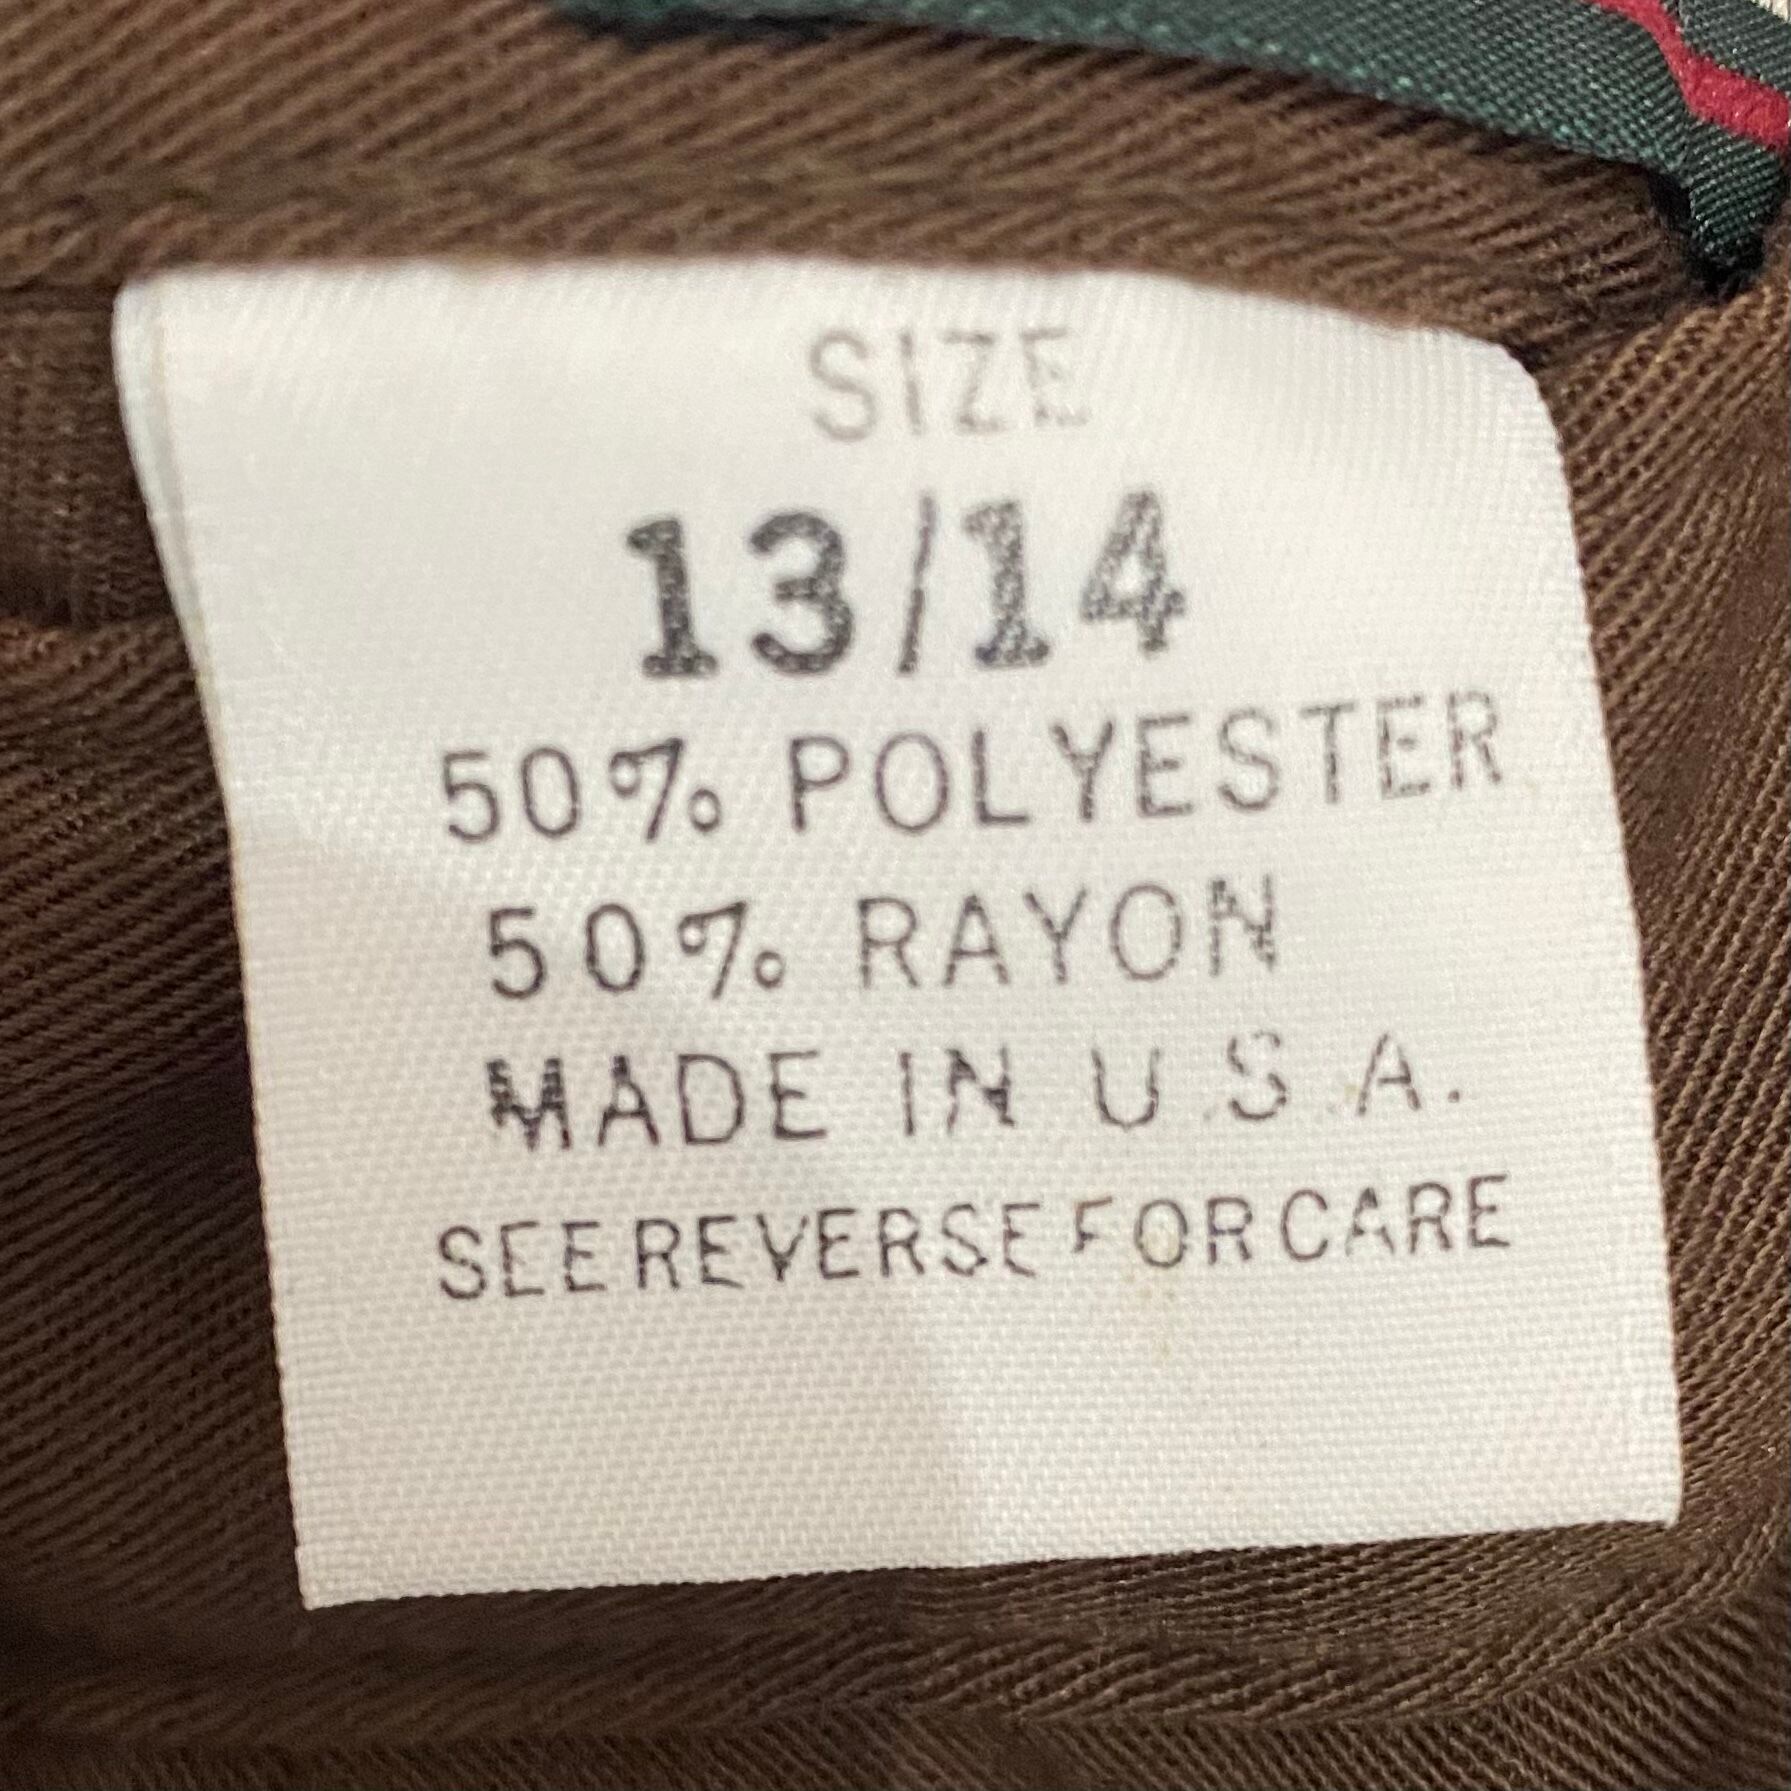 SIZE
13/14
50% POLYESTER
50% RAYON
MADE IN U.S.A.
SEE REVERSE FOR CARE